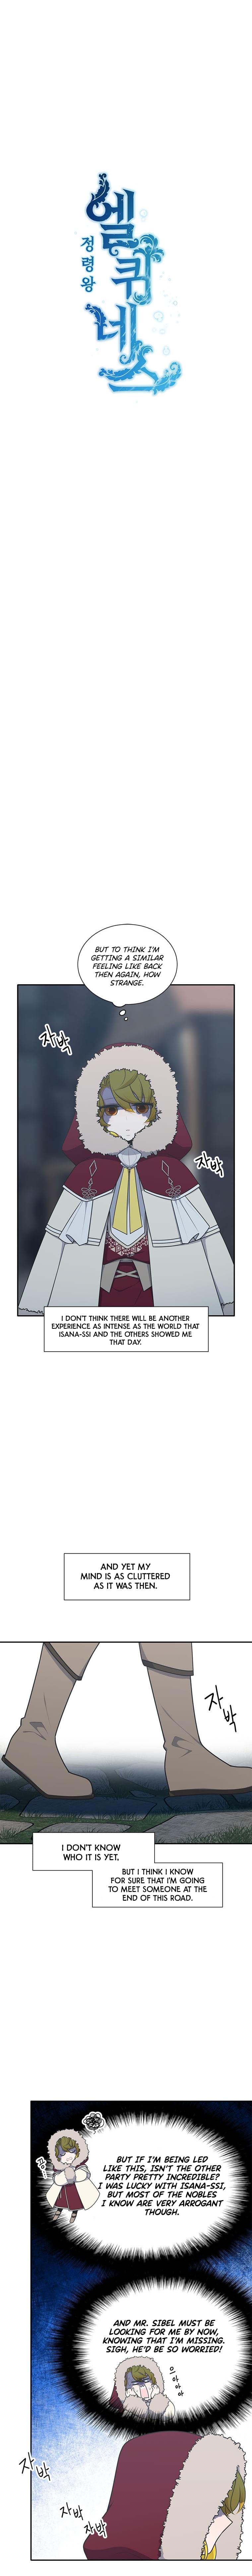 정령왕
엘퀴네스
BUT TO THINK I'M
GETTING A SIMILAR
FEELING LIKE BACK
THEN AGAIN, HOW
STRANGE.
자박
자박
I DON'T THINK THERE WILL BE ANOTHER
EXPERIENCE AS INTENSE AS THE WORLD THAT
ISANA-SSI AND THE OTHERS SHOWED ME
THAT DAY.
AND YET MY
MIND IS AS CLUTTERED
AS IT WAS THEN.
자박
I DON'T KNOW
WHO IT IS YET,
BUT I THINK I KNOW
FOR SURE THAT I'M GOING
TO MEET SOMEONE AT THE
END OF THIS ROAD.
BUT IF I'M BEING LED
LIKE THIS, ISN'T THE OTHER
PARTY PRETTY INCREDIBLE?
I WAS LUCKY WITH ISANA-SSI,
BUT MOST OF THE NOBLES
I KNOW ARE VERY ARROGANT
THOUGH.
AND MR. SIBEL MUST BE
LOOKING FOR ME BY NOW,
KNOWING THAT I'M MISSING.
SIGH, HE'D BE SO WORRIED!
으아아아
자박
자박
자박